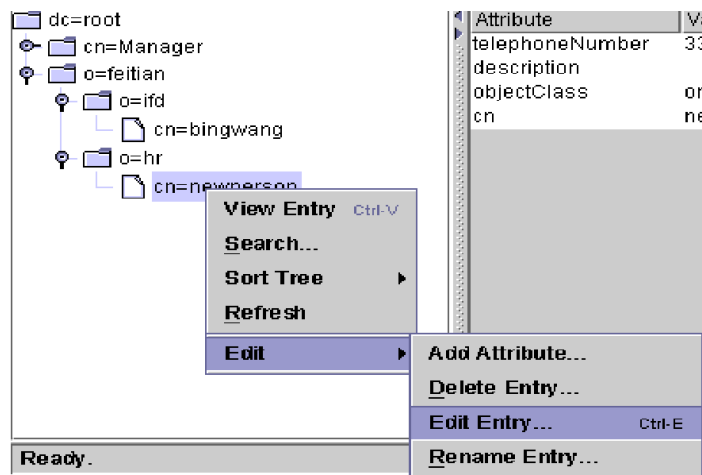 dc=root
cn=Manager
o=feitian
o=ifd
cn=bingwang
o=hr
cn=newperson
Attribute
telephoneNumber 33
description
objectClass
cn
View Entry Ctrl-V
Search...
Sort Tree
Refresh
Edit
Add Attribute...
Delete Entry...
Edit Entry... Ctrl-E
Rename Entry...
Ready.